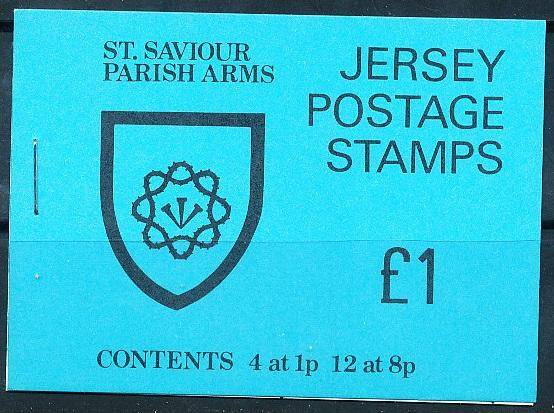 ST. SAVIOUR
PARISH ARMS
JERSEY
POSTAGE
STAMPS
£1
CONTENTS 4 at 1p 12 at 8p